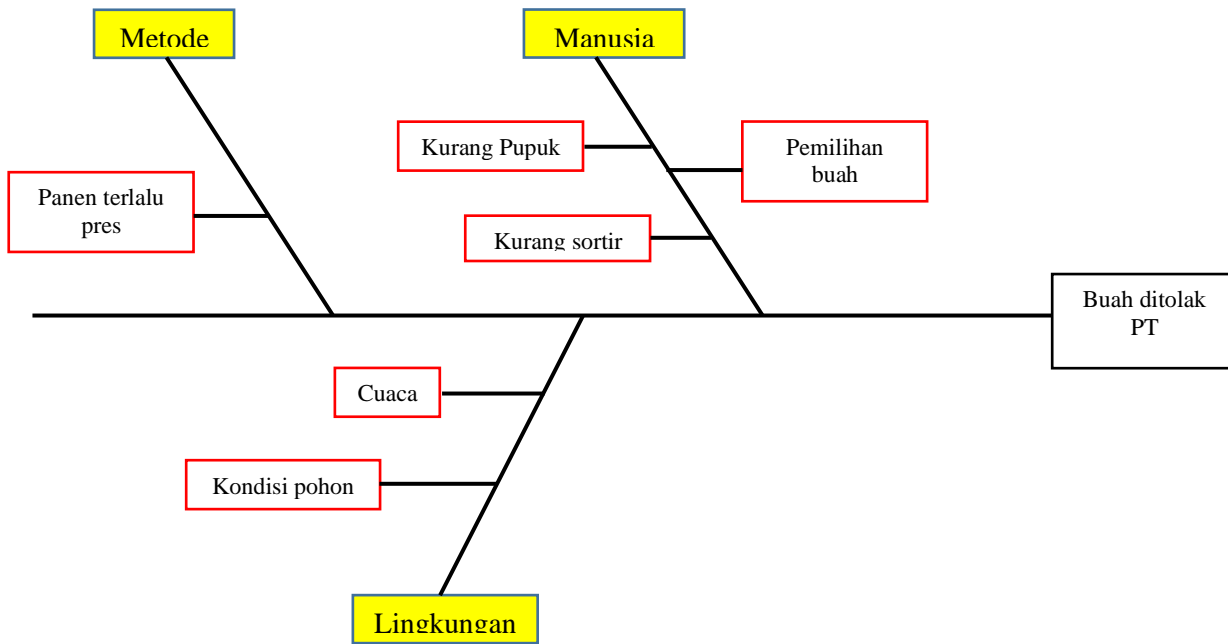 Metode
Manusia
Kurang Pupuk
Pemilihan
buah
Panen terlalu
pres
Kurang sortir
Buah ditolak
PT
Cuaca
Kondisi pohon
Lingkungan